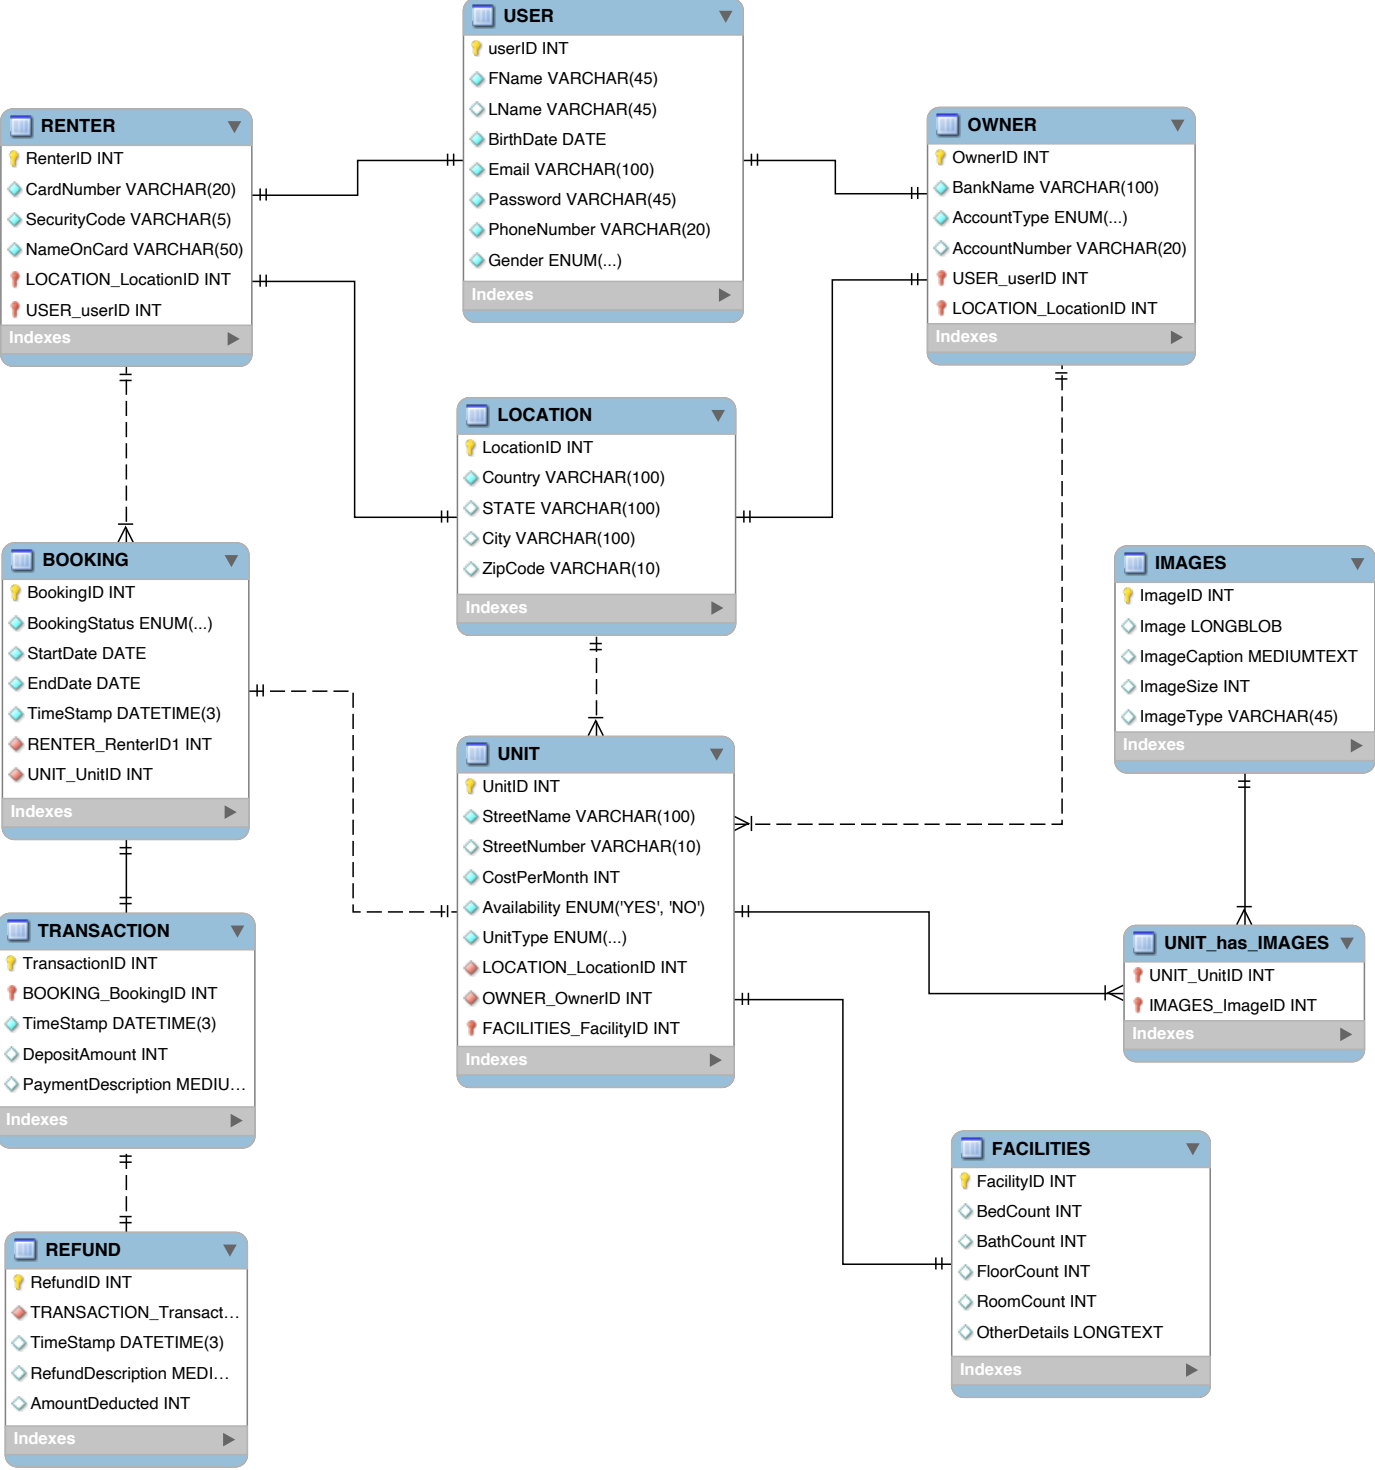 USER
userID INT
FName VARCHAR(45)
LName VARCHAR(45)
BirthDate DATE
Email VARCHAR(100)
Password VARCHAR(45)
PhoneNumber VARCHAR(20)
Gender ENUM(...)
Indexes
RENTER
RenterID INT
CardNumber VARCHAR(20)
SecurityCode VARCHAR(5)
NameOnCard VARCHAR(50)
LOCATION_LocationID INT
USER_userID INT
Indexes
OWNER
OwnerID INT
BankName VARCHAR(100)
AccountType ENUM(...)
AccountNumber VARCHAR(20)
USER_userID INT
LOCATION_LocationID INT
Indexes
LOCATION
LocationID INT
Country VARCHAR(100)
STATE VARCHAR(100)
City VARCHAR(100)
ZipCode VARCHAR(10)
Indexes
BOOKING
BookingID INT
BookingStatus ENUM(...)
StartDate DATE
EndDate DATE
TimeStamp DATETIME(3)
RENTER_RenterID1 INT
UNIT_UnitID INT
Indexes
IMAGES
ImageID INT
Image LONGBLOB
ImageCaption MEDIUMTEXT
ImageSize INT
ImageType VARCHAR(45)
Indexes
UNIT
UnitID INT
StreetName VARCHAR(100)
StreetNumber VARCHAR(10)
CostPerMonth INT
Availability ENUM('YES', 'NO')
UnitType ENUM(...)
LOCATION_LocationID INT
OWNER_OwnerID INT
FACILITIES_FacilityID INT
Indexes
TRANSACTION
TransactionID INT
BOOKING_BookingID INT
TimeStamp DATETIME(3)
DepositAmount INT
PaymentDescription MEDIU...
Indexes
UNIT_has_IMAGES
UNIT_UnitID INT
IMAGES_ImageID INT
Indexes
FACILITIES
FacilityID INT
BedCount INT
BathCount INT
FloorCount INT
RoomCount INT
OtherDetails LONGTEXT
Indexes
REFUND
RefundID INT
TRANSACTION_Transact...
TimeStamp DATETIME(3)
RefundDescription MEDI...
AmountDeducted INT
Indexes